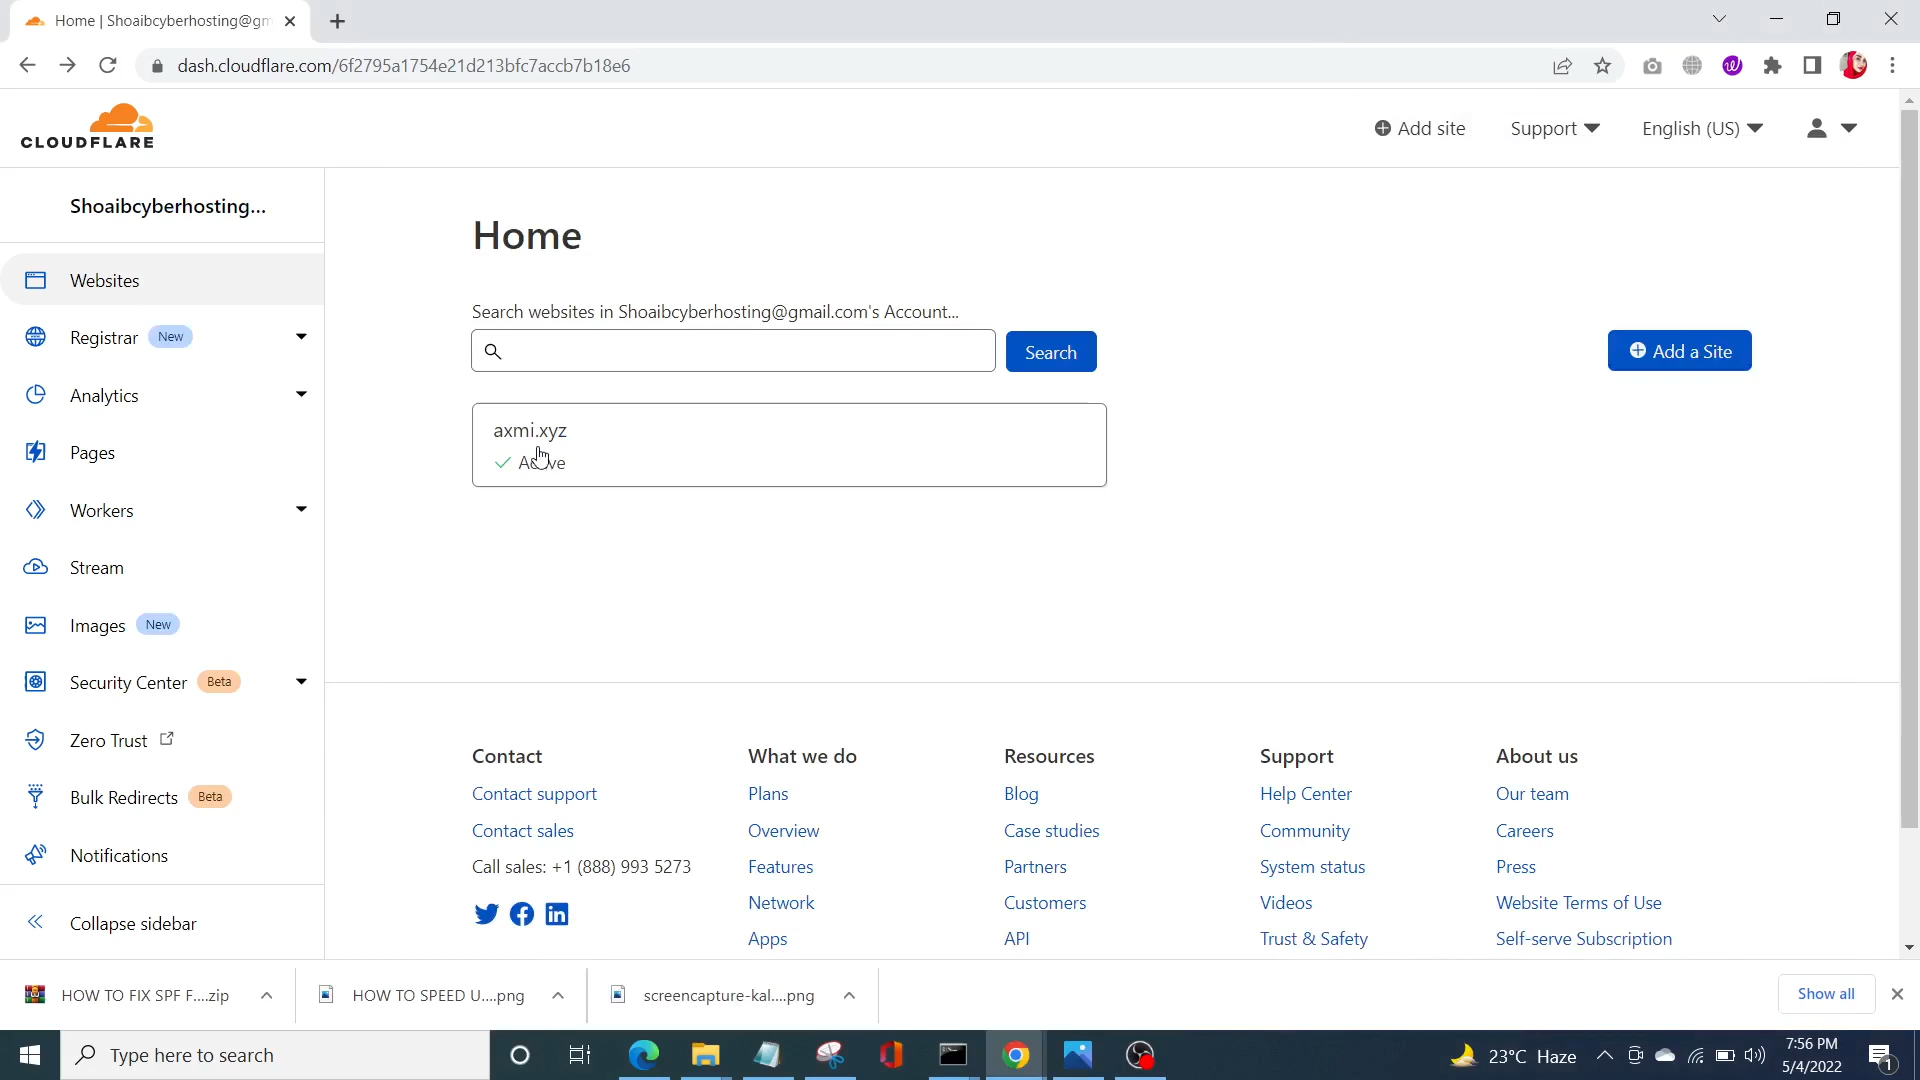 Home | Shoaibcyberhosting@gm
dash.cloudflare.com/6f2795a1754e21d213bfc7accb7b18e6
CLOUDFLARE
Add site
Support
English (US)
Shoaibcyberhosting...
Websites
Registrar New
Analytics
Pages
Workers
Stream
Images New
Security Center Beta
Zero Trust
Bulk Redirects Beta
Notifications
Collapse sidebar
Home
Search websites in Shoaibcyberhosting@gmail.com's Account...
Search
Add a Site
axmi.xyz
Active
Contact
Contact support
Contact sales
Call sales: +1 (888) 993 5273
What we do
Plans
Overview
Features
Network
Apps
Resources
Blog
Case studies
Partners
Customers
API
Support
Help Center
Community
System status
Videos
Trust & Safety
About us
Our team
Careers
Press
Website Terms of Use
Self-serve Subscription
HOW TO FIX SPF F....zip
HOW TO SPEED U....png
screencapture-kal....png
Show all
Type here to search
23°C Haze
7:56 PM
5/4/2022
1